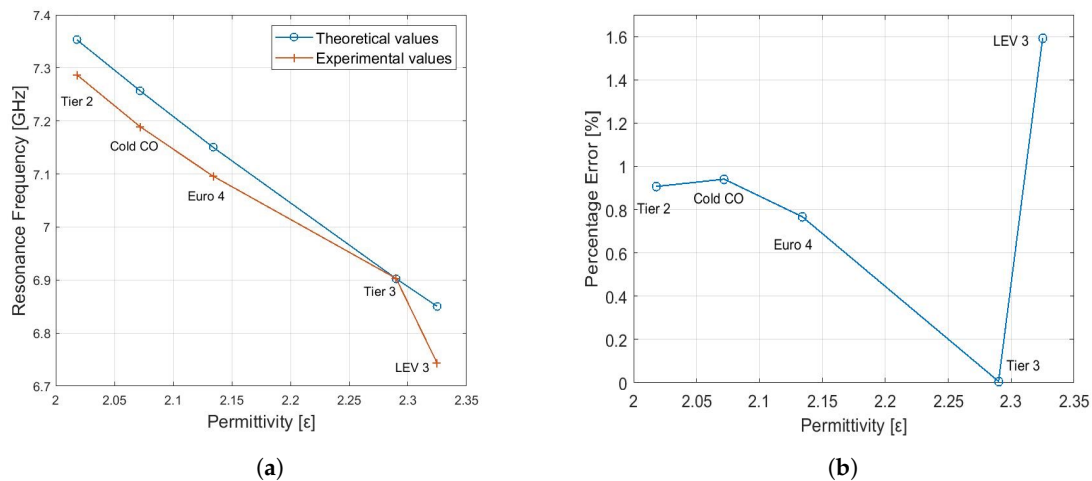 7.4
7.3
7.2
7.1
7
6.9
6.8
6.7
Resonance Frequency [GHz]
Theoretical values
Experimental values
Tier 2
Cold CO
Euro 4
Tier 3
LEV 3
2 2.05 2.1 2.15 2.2 2.25 2.3 2.35
Permittivity [ε]
(a)
1.6
1.4
1.2
1
0.8
0.6
0.4
0.2
0
Percentage Error [%]
LEV 3
Tier 2
Cold CO
Euro 4
Tier 3
2 2.05 2.1 2.15 2.2 2.25 2.3 2.35
Permittivity [ε]
(b)